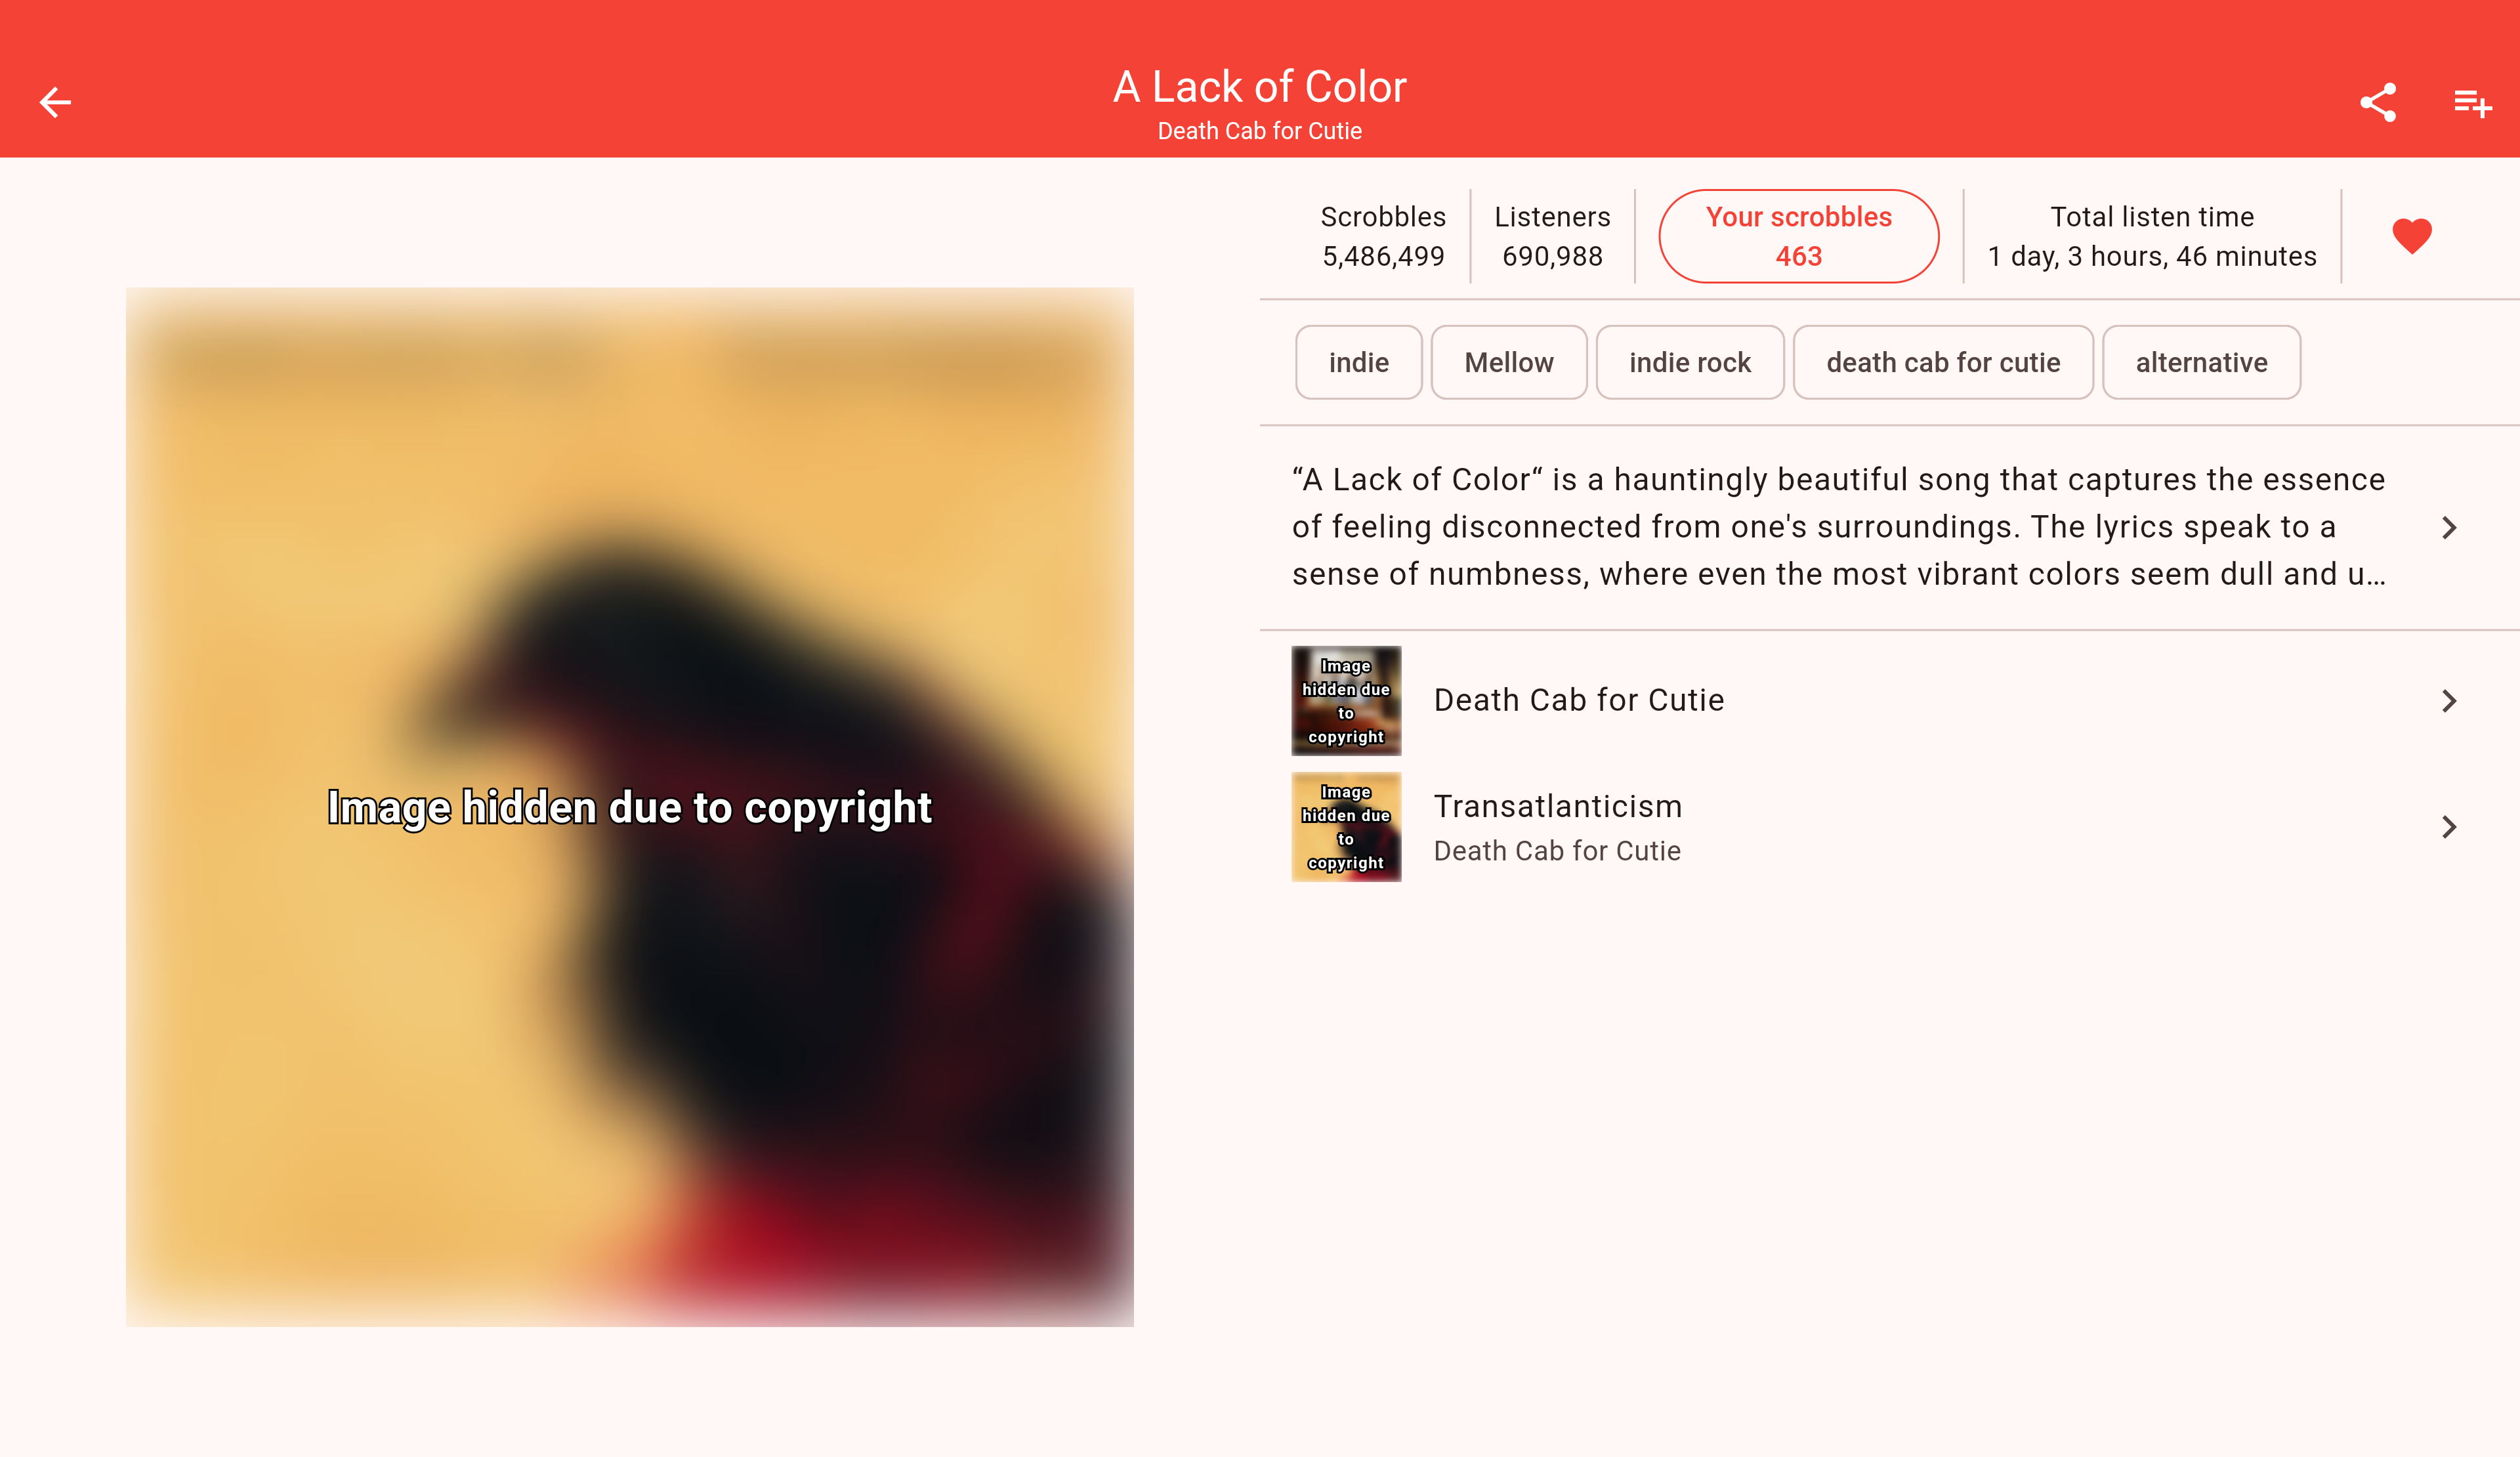 A Lack of Color
Death Cab for Cutie
Scrobbles
5,486,499
Listeners
690,988
Your scrobbles
463
Total listen time
1 day, 3 hours, 46 minutes
indie
Mellow
indie rock
death cab for cutie
alternative
“A Lack of Color“ is a hauntingly beautiful song that captures the essence
of feeling disconnected from one's surroundings. The lyrics speak to a
sense of numbness, where even the most vibrant colors seem dull and u…
Image hidden due to copyright
Image
hidden due
to
copyright
Death Cab for Cutie
Image
hidden due
to
copyright
Transatlanticism
Death Cab for Cutie